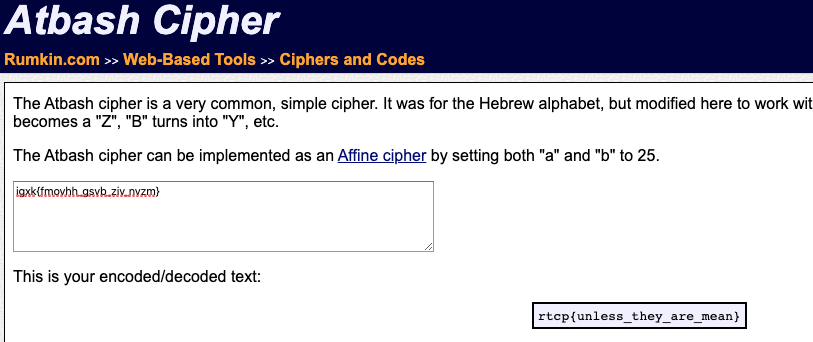 Atbash Cipher
Rumkin.com >> Web-Based Tools >> Ciphers and Codes
The Atbash cipher is a very common, simple cipher. It was for the Hebrew alphabet, but modified here to work wit
becomes a "Z", "B" turns into "Y", etc.
The Atbash cipher can be implemented as an Affine cipher by setting both "a" and "b" to 25.
igxk{fmovhh_gsvb_ziv_nvzm}
This is your encoded/decoded text:
rtcp{unless_they_are_mean}